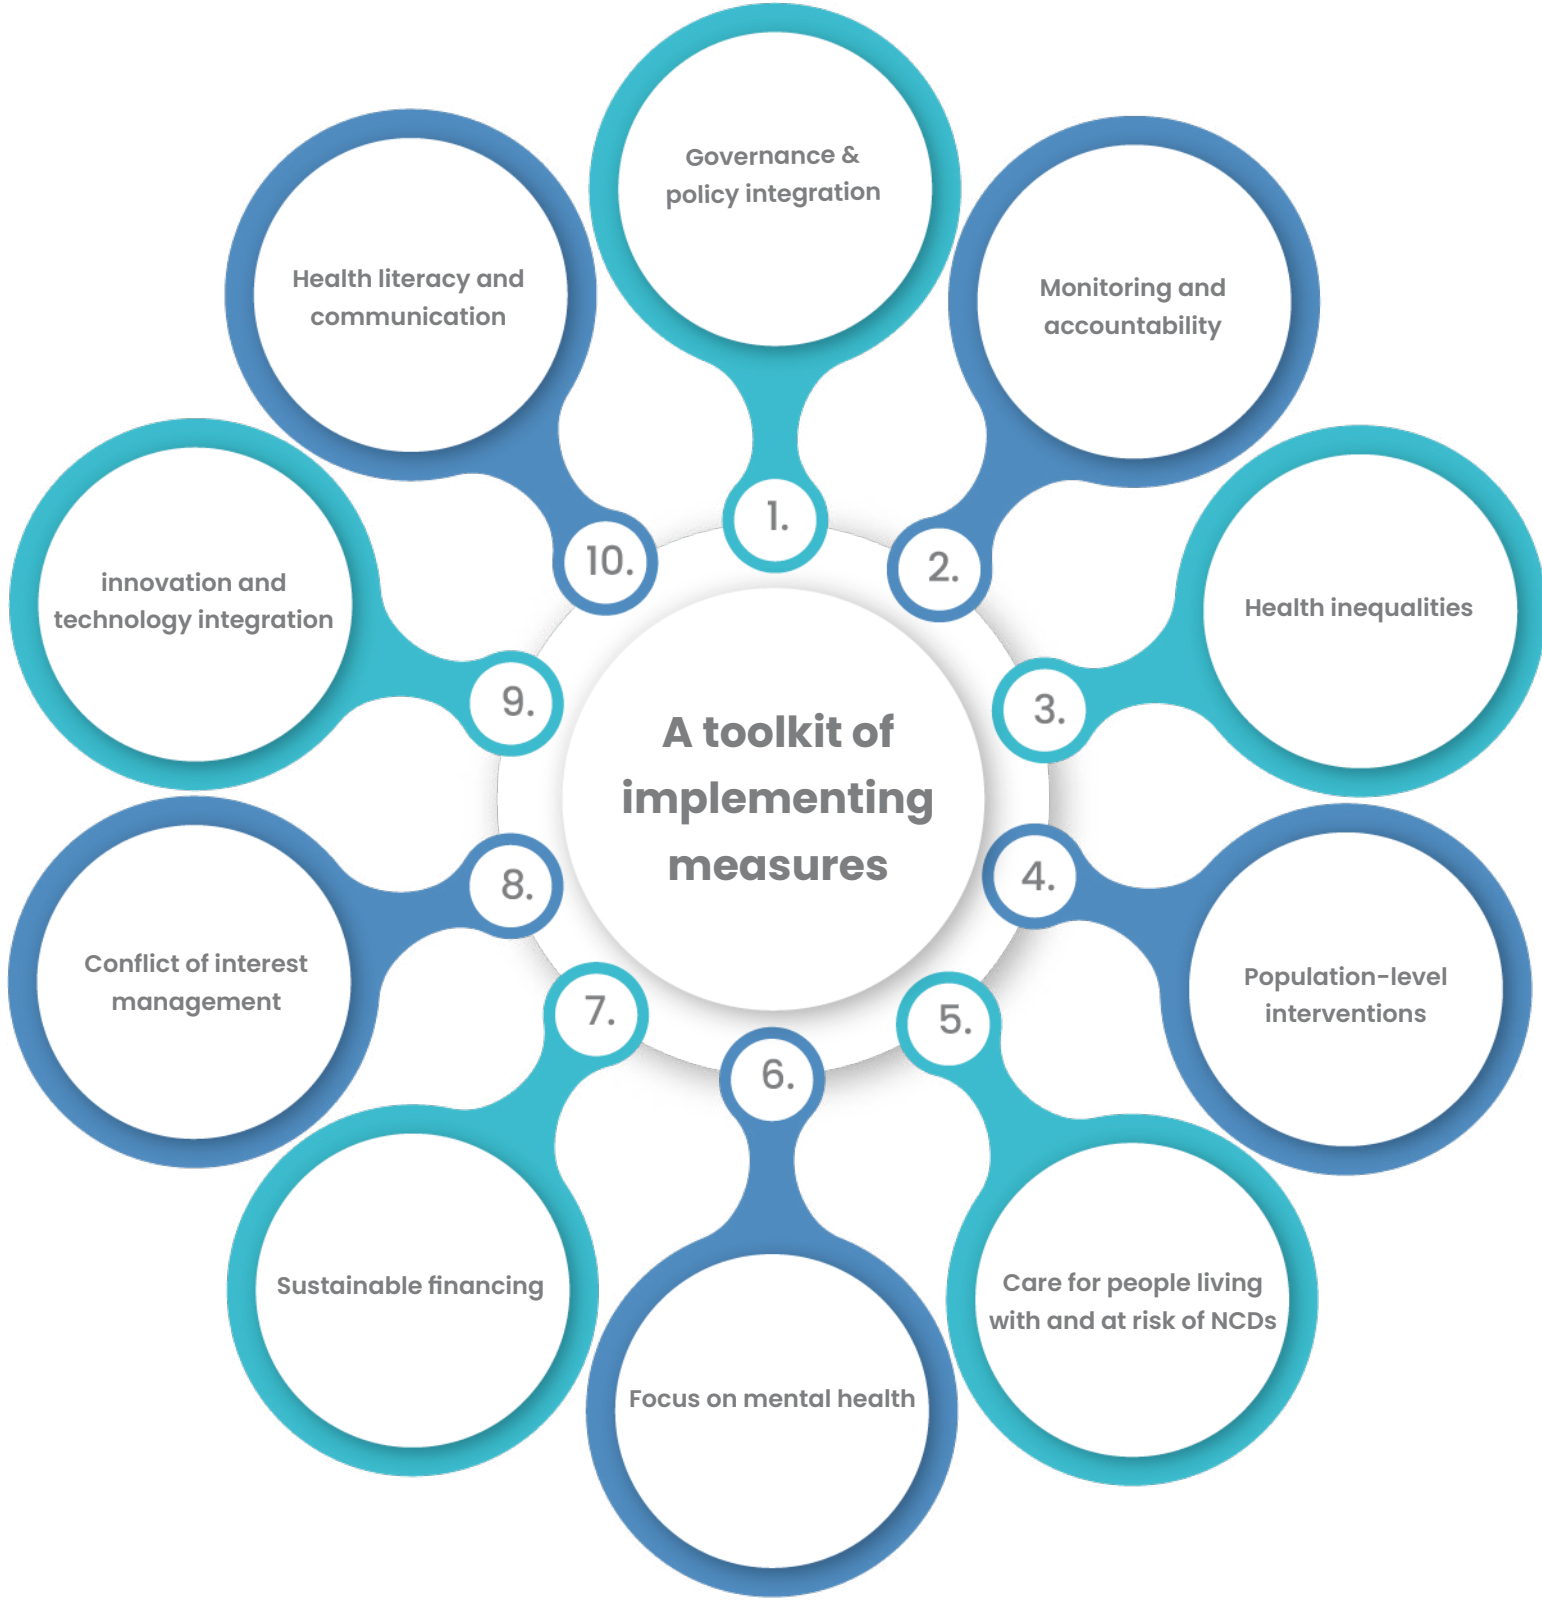 A toolkit of
implementing
measures
1.
Governance &
policy integration
2.
Monitoring and
accountability
3.
Health inequalities
4.
Population-level
interventions
5.
Care for people living
with and at risk of NCDs
6.
Focus on mental health
7.
Sustainable financing
8.
Conflict of interest
management
9.
innovation and
technology integration
10.
Health literacy and
communication